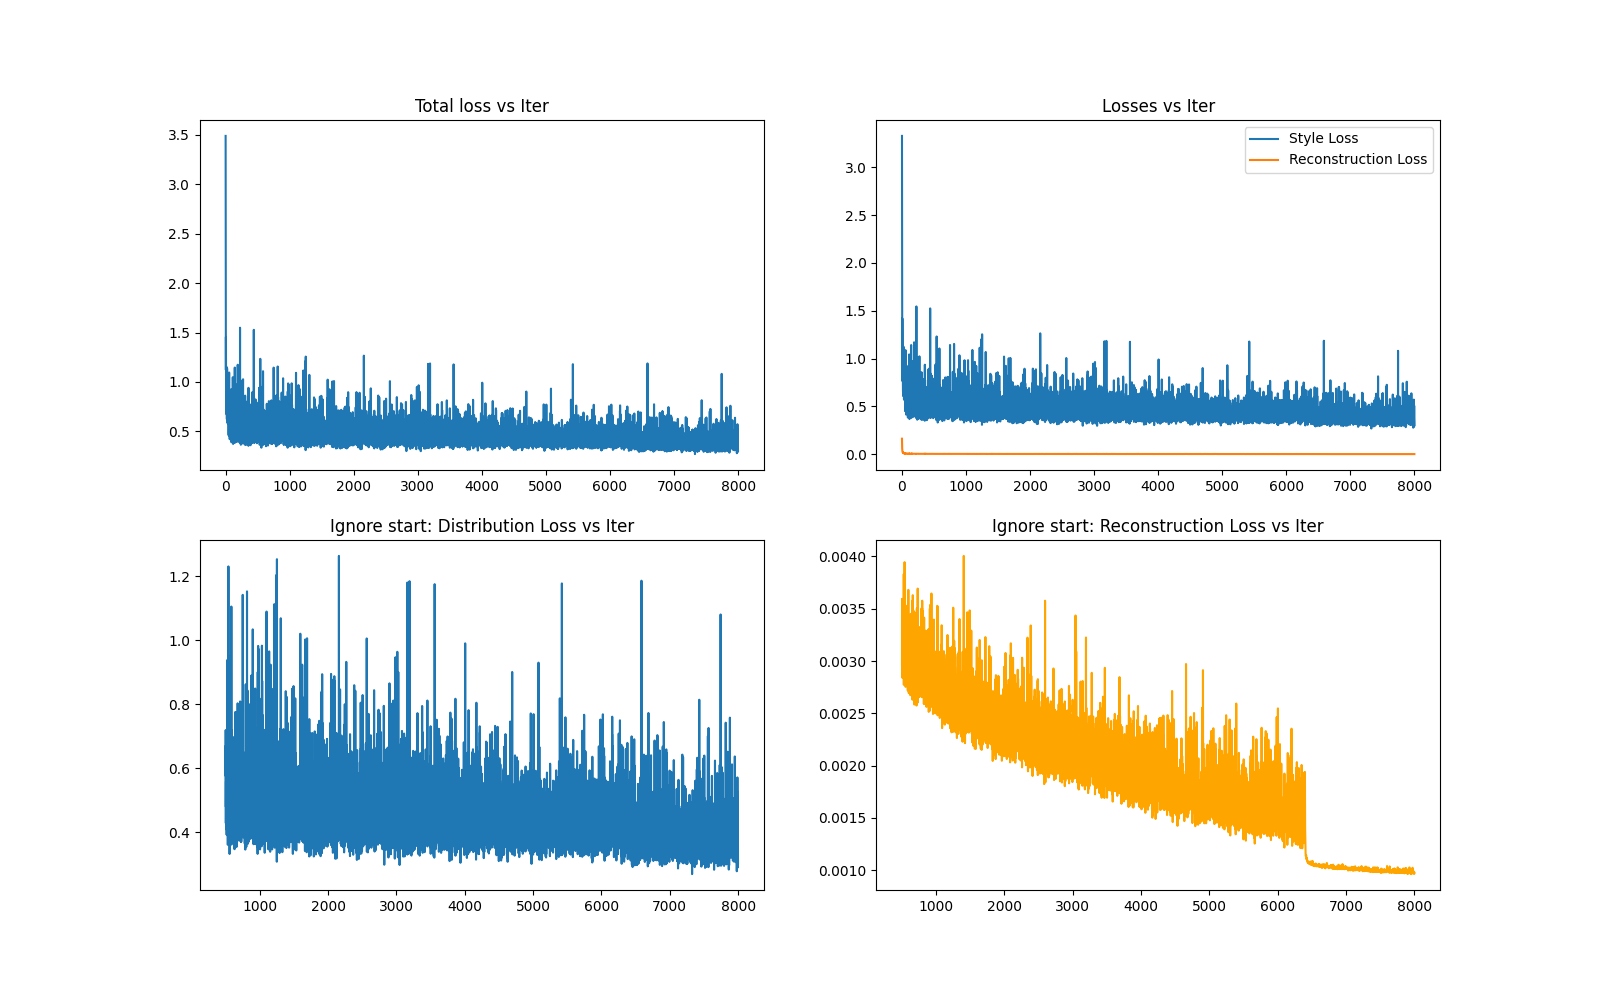 Total loss vs Iter
3.5
3.0
2.5
2.0
1.5
1.0
0.5
0 1000 2000 3000 4000 5000 6000 7000 8000
Losses vs Iter
Style Loss
Reconstruction Loss
3.0
2.5
2.0
1.5
1.0
0.5
0.0
0 1000 2000 3000 4000 5000 6000 7000 8000
Ignore start: Distribution Loss vs Iter
1.2
1.0
0.8
0.6
0.4
1000 2000 3000 4000 5000 6000 7000 8000
Ignore start: Reconstruction Loss vs Iter
0.0040
0.0035
0.0030
0.0025
0.0020
0.0015
0.0010
1000 2000 3000 4000 5000 6000 7000 8000